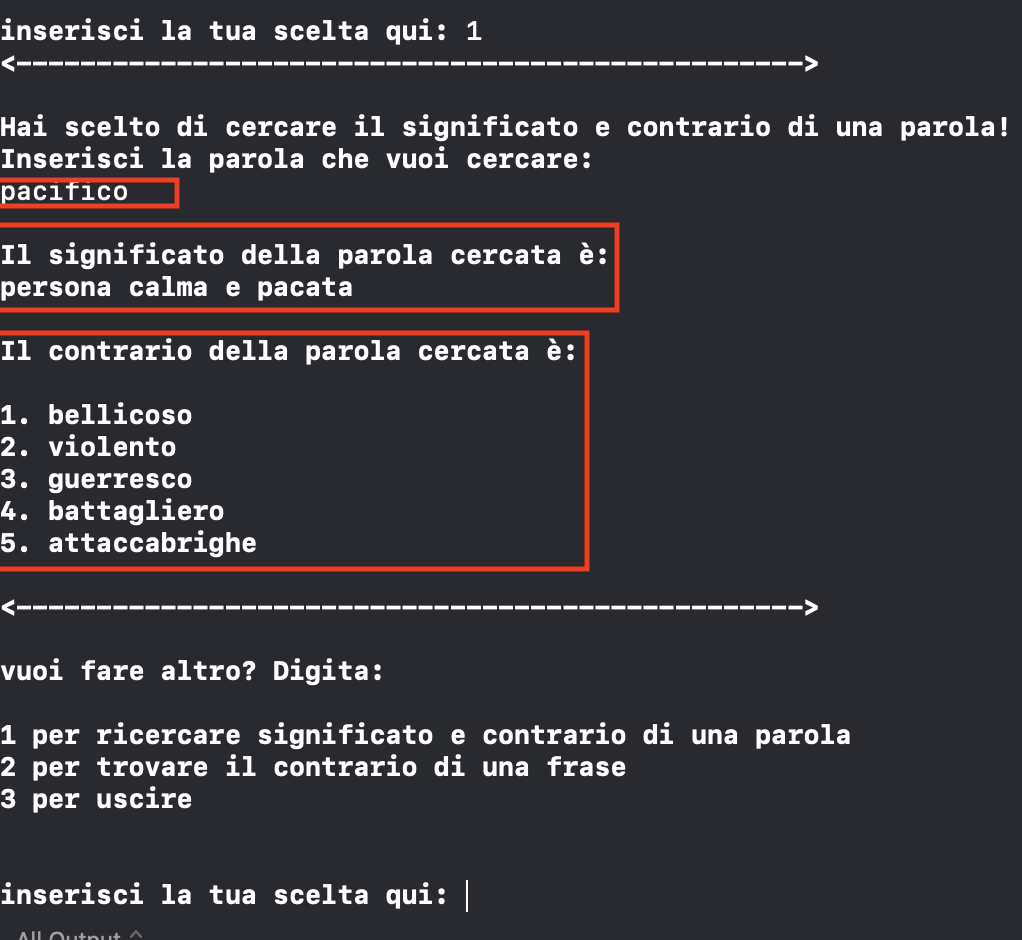 inserisci la tua scelta qui: 1
<------------------------------------------------->
Hai scelto di cercare il significato e contrario di una parola!
Inserisci la parola che vuoi cercare:
pacifico
Il significato della parola cercata è:
persona calma e pacata
Il contrario della parola cercata è:
1. bellicoso
2. violento
3. guerresco
4. battagliero
5. attaccabrighe
<------------------------------------------------->
vuoi fare altro? Digita:
1 per ricercare significato e contrario di una parola
2 per trovare il contrario di una frase
3 per uscire
inserisci la tua scelta qui:
All Output